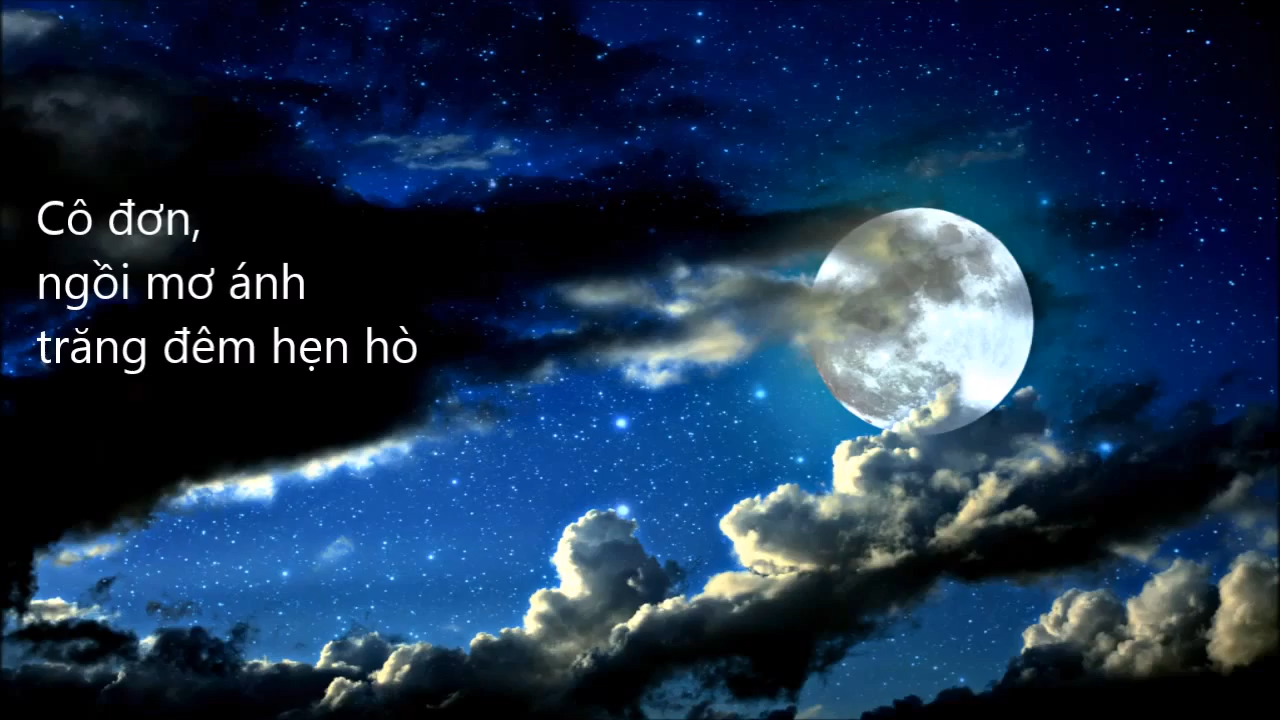 Cô đơn,
ngồi mơ ánh
trăng đêm hẹn hò